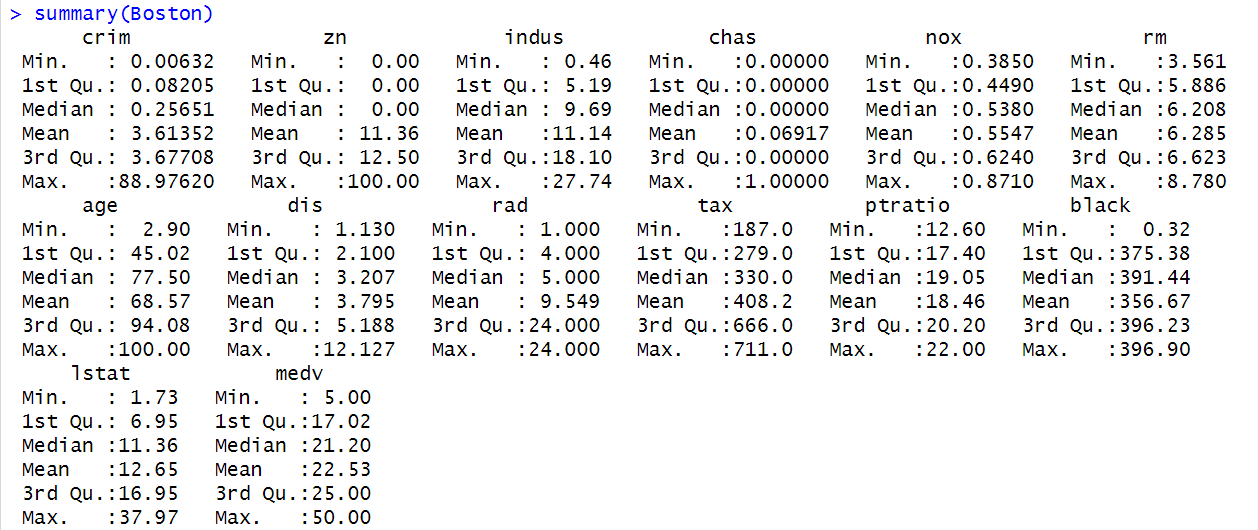 > summary(Boston)
      crim                zn             indus            chas              nox               rm
 Min.   : 0.00632   Min.   :  0.00   Min.   : 0.46   Min.   :0.00000   Min.   :0.3850   Min.   :3.561
 1st Qu.: 0.08205   1st Qu.:  0.00   1st Qu.: 5.19   1st Qu.:0.00000   1st Qu.:0.4490   1st Qu.:5.886
 Median : 0.25651   Median :  0.00   Median : 9.69   Median :0.00000   Median :0.5380   Median :6.208
 Mean   : 3.61352   Mean   : 11.36   Mean   :11.14   Mean   :0.06917   Mean   :0.5547   Mean   :6.285
 3rd Qu.: 3.67708   3rd Qu.: 12.50   3rd Qu.:18.10   3rd Qu.:0.00000   3rd Qu.:0.6240   3rd Qu.:6.623
 Max.   :88.97620   Max.   :100.00   Max.   :27.74   Max.   :1.00000   Max.   :0.8710   Max.   :8.780
      age              dis              rad              tax           ptratio          black
 Min.   :  2.90   Min.   : 1.130   Min.   : 1.000   Min.   :187.0   Min.   :12.60   Min.   :  0.32
 1st Qu.: 45.02   1st Qu.: 2.100   1st Qu.: 4.000   1st Qu.:279.0   1st Qu.:17.40   1st Qu.:375.38
 Median : 77.50   Median : 3.207   Median : 5.000   Median :330.0   Median :19.05   Median :391.44
 Mean   : 68.57   Mean   : 3.795   Mean   : 9.549   Mean   :408.2   Mean   :18.46   Mean   :356.67
 3rd Qu.: 94.08   3rd Qu.: 5.188   3rd Qu.:24.000   3rd Qu.:666.0   3rd Qu.:20.20   3rd Qu.:396.23
 Max.   :100.00   Max.   :12.127   Max.   :24.000   Max.   :711.0   Max.   :22.00   Max.   :396.90
     lstat            medv
 Min.   : 1.73   Min.   : 5.00
 1st Qu.: 6.95   1st Qu.:17.02
 Median :11.36   Median :21.20
 Mean   :12.65   Mean   :22.53
 3rd Qu.:16.95   3rd Qu.:25.00
 Max.   :37.97   Max.   :50.00